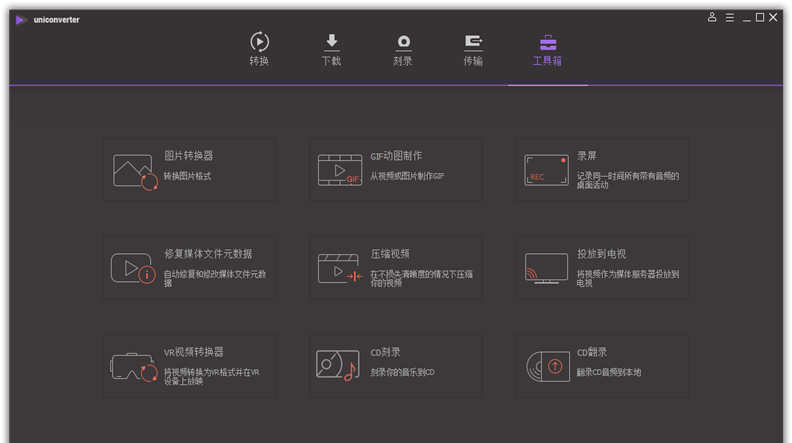 uniconverter
转换
下载
刻录
传输
工具箱
图片转换器
转换图片格式
GIF动图制作
从视频或图片制作GIF
GIF
录屏
记录同一时间所有带有音频的
桌面活动
REC
修复媒体文件元数据
自动修复和修改媒体文件元数
据
压缩视频
在不损失清晰度的情况下压缩
你的视频
投放到电视
将视频作为媒体服务器投放到
电视
VR视频转换器
将视频转换为VR格式并在VR
设备上放映
CD刻录
刻录你的音乐到CD
CD翻录
翻录CD音频到本地